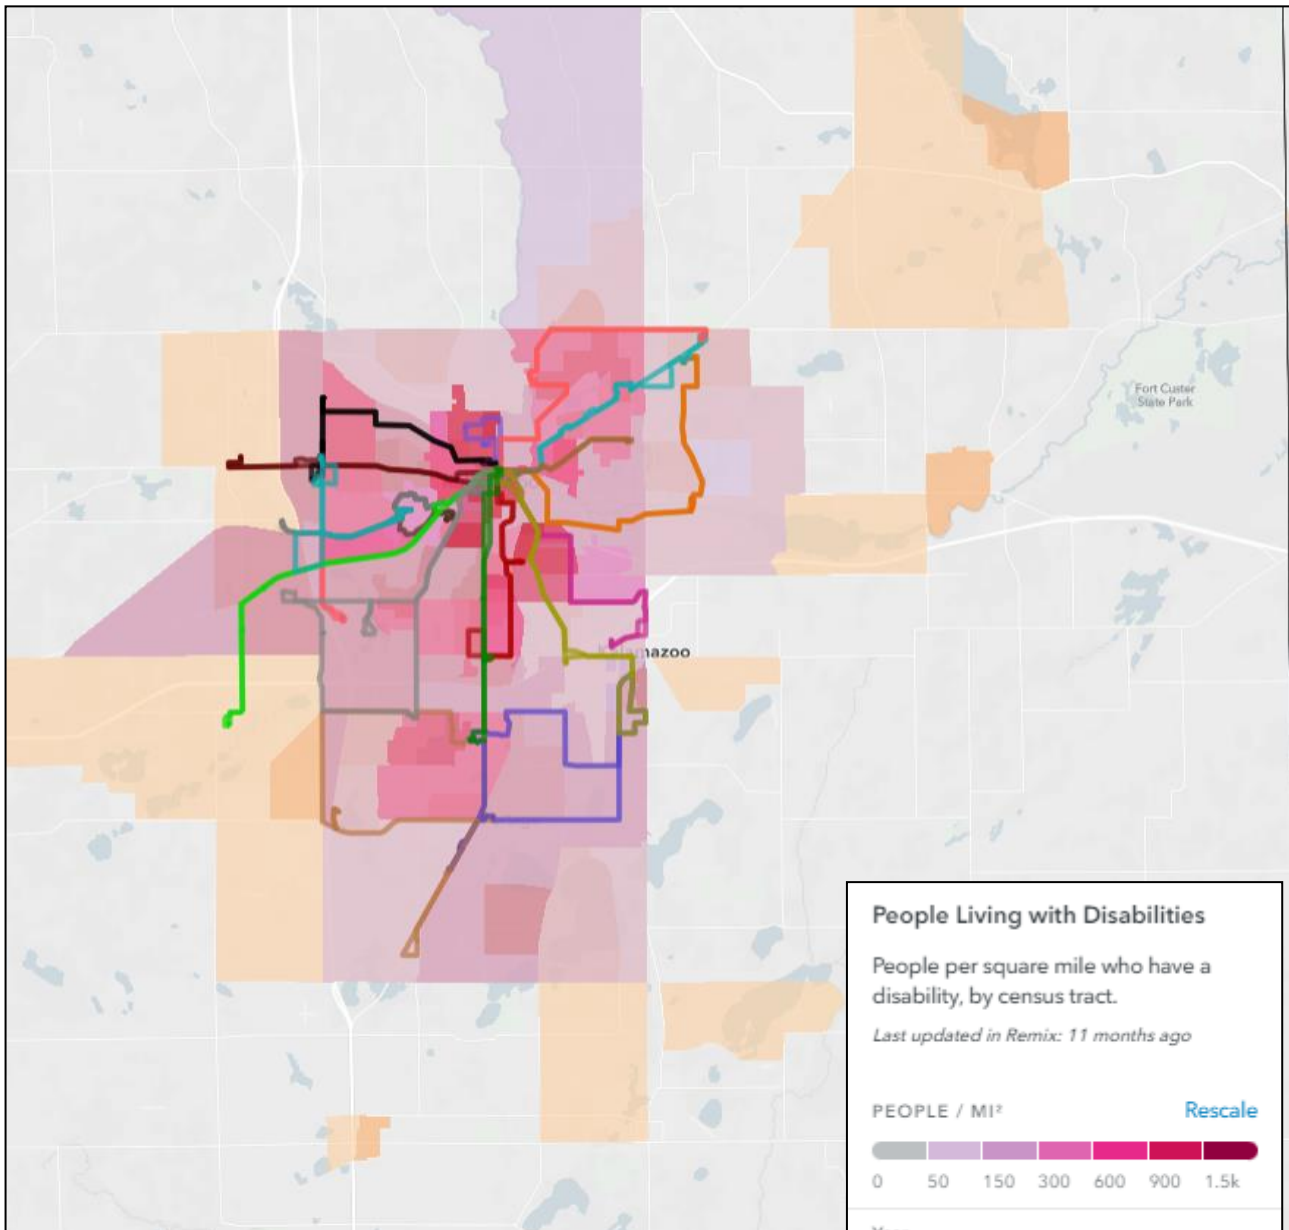 Fort Custer
State Park
Kalamazoo
People Living with Disabilities
People per square mile who have a
disability, by census tract.
Last updated in Remix: 11 months ago
PEOPLE / MI² Rescale
0 50 150 300 600 900 1.5k